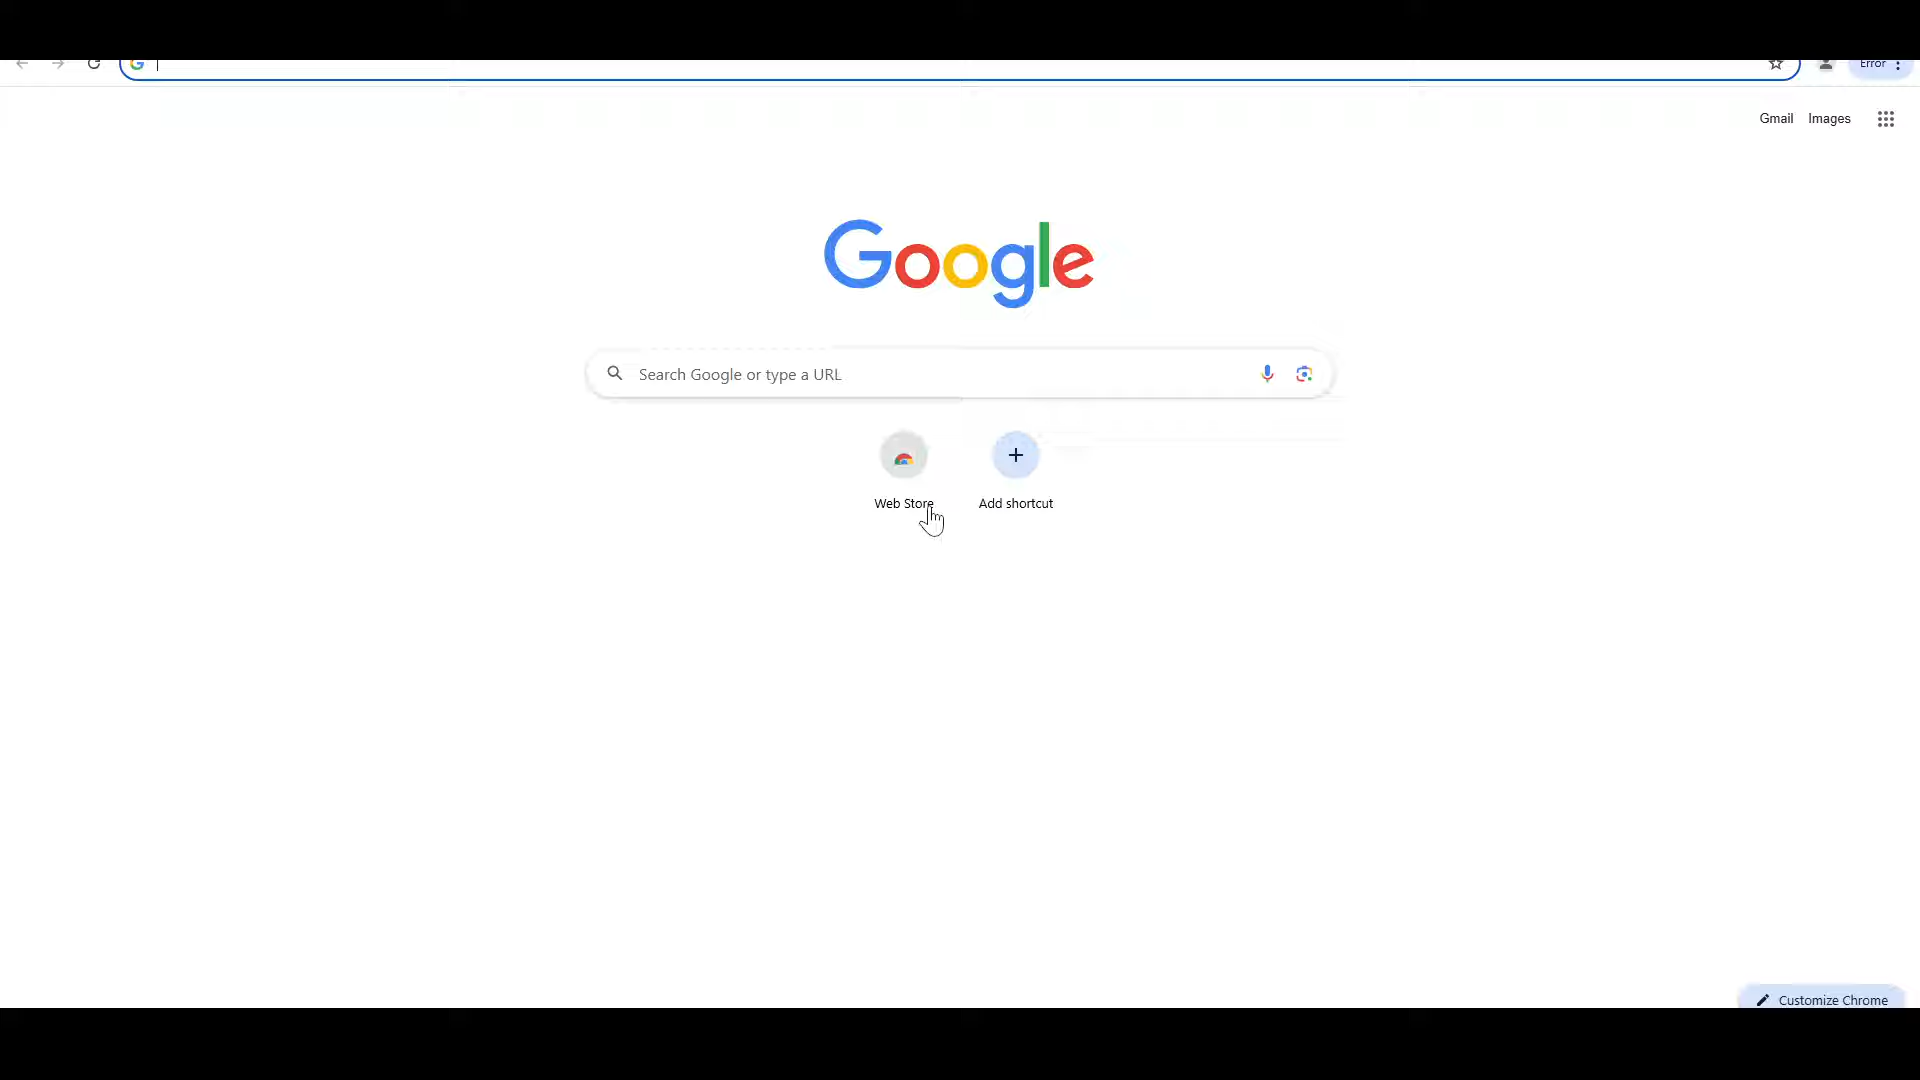 Error
Gmail Images
Google
Search Google or type a URL
Web Store Add shortcut
Customize Chrome